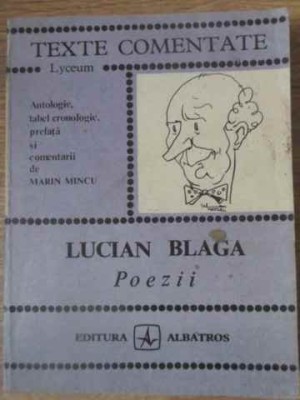 TEXTE COMENTATE
Lyceum
Antologie,
tabel cronologic,
prefață
și
comentarii
de
MARIN MINCU
LUCIAN BLAGA
Poezii
EDITURA ALBATROS